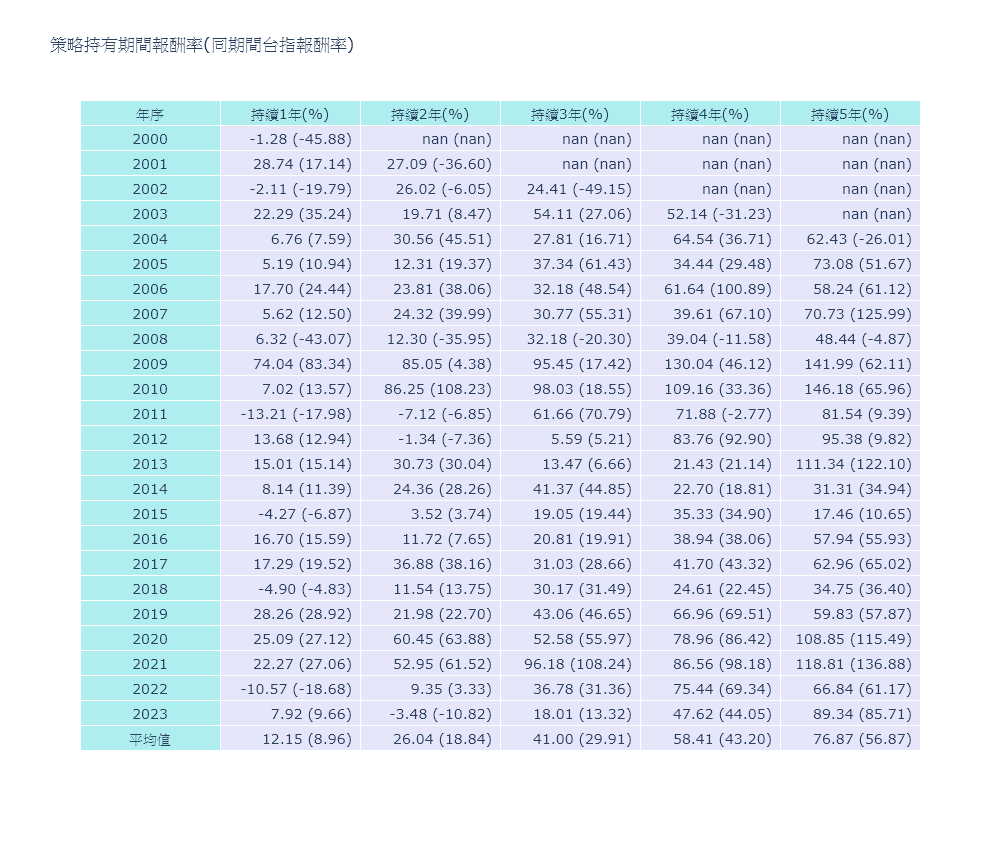 策略持有期間報酬率(同期間台指報酬率)
年序 持續1年(%) 持續2年(%) 持續3年(%) 持續4年(%) 持續5年(%)
2000 -1.28 (-45.88) nan (nan) nan (nan) nan (nan) nan (nan)
2001 28.74 (17.14) 27.09 (-36.60) nan (nan) nan (nan) nan (nan)
2002 -2.11 (-19.79) 26.02 (-6.05) 24.41 (-49.15) nan (nan) nan (nan)
2003 22.29 (35.24) 19.71 (8.47) 54.11 (27.06) 52.14 (-31.23) nan (nan)
2004 6.76 (7.59) 30.56 (45.51) 27.81 (16.71) 64.54 (36.71) 62.43 (-26.01)
2005 5.19 (10.94) 12.31 (19.37) 37.34 (61.43) 34.44 (29.48) 73.08 (51.67)
2006 17.70 (24.44) 23.81 (38.06) 32.18 (48.54) 61.64 (100.89) 58.24 (61.12)
2007 5.62 (12.50) 24.32 (39.99) 30.77 (55.31) 39.61 (67.10) 70.73 (125.99)
2008 6.32 (-43.07) 12.30 (-35.95) 32.18 (-20.30) 39.04 (-11.58) 48.44 (-4.87)
2009 74.04 (83.34) 85.05 (4.38) 95.45 (17.42) 130.04 (46.12) 141.99 (62.11)
2010 7.02 (13.57) 86.25 (108.23) 98.03 (18.55) 109.16 (33.36) 146.18 (65.96)
2011 -13.21 (-17.98) -7.12 (-6.85) 61.66 (70.79) 71.88 (-2.77) 81.54 (9.39)
2012 13.68 (12.94) -1.34 (-7.36) 5.59 (5.21) 83.76 (92.90) 95.38 (9.82)
2013 15.01 (15.14) 30.73 (30.04) 13.47 (6.66) 21.43 (21.14) 111.34 (122.10)
2014 8.14 (11.39) 24.36 (28.26) 41.37 (44.85) 22.70 (18.81) 31.31 (34.94)
2015 -4.27 (-6.87) 3.52 (3.74) 19.05 (19.44) 35.33 (34.90) 17.46 (10.65)
2016 16.70 (15.59) 11.72 (7.65) 20.81 (19.91) 38.94 (38.06) 57.94 (55.93)
2017 17.29 (19.52) 36.88 (38.16) 31.03 (28.66) 41.70 (43.32) 62.96 (65.02)
2018 -4.90 (-4.83) 11.54 (13.75) 30.17 (31.49) 24.61 (22.45) 34.75 (36.40)
2019 28.26 (28.92) 21.98 (22.70) 43.06 (46.65) 66.96 (69.51) 59.83 (57.87)
2020 25.09 (27.12) 60.45 (63.88) 52.58 (55.97) 78.96 (86.42) 108.85 (115.49)
2021 22.27 (27.06) 52.95 (61.52) 96.18 (108.24) 86.56 (98.18) 118.81 (136.88)
2022 -10.57 (-18.68) 9.35 (3.33) 36.78 (31.36) 75.44 (69.34) 66.84 (61.17)
2023 7.92 (9.66) -3.48 (-10.82) 18.01 (13.32) 47.62 (44.05) 89.34 (85.71)
平均值 12.15 (8.96) 26.04 (18.84) 41.00 (29.91) 58.41 (43.20) 76.87 (56.87)